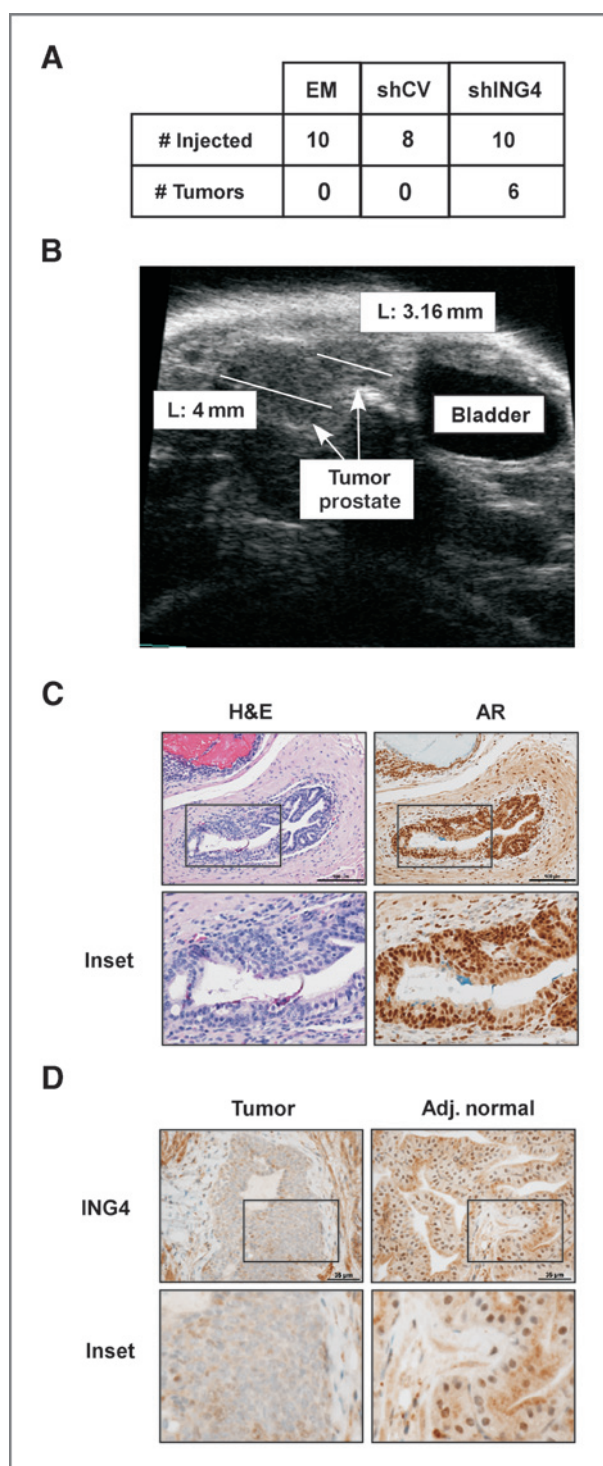 A
EM shCV shING4
# Injected 10 8 10
# Tumors 0 0 6
B
L: 3.16 mm
L: 4 mm
Bladder
Tumor
prostate
C
H&E AR
Inset
D
Tumor Adj. normal
ING4
Inset